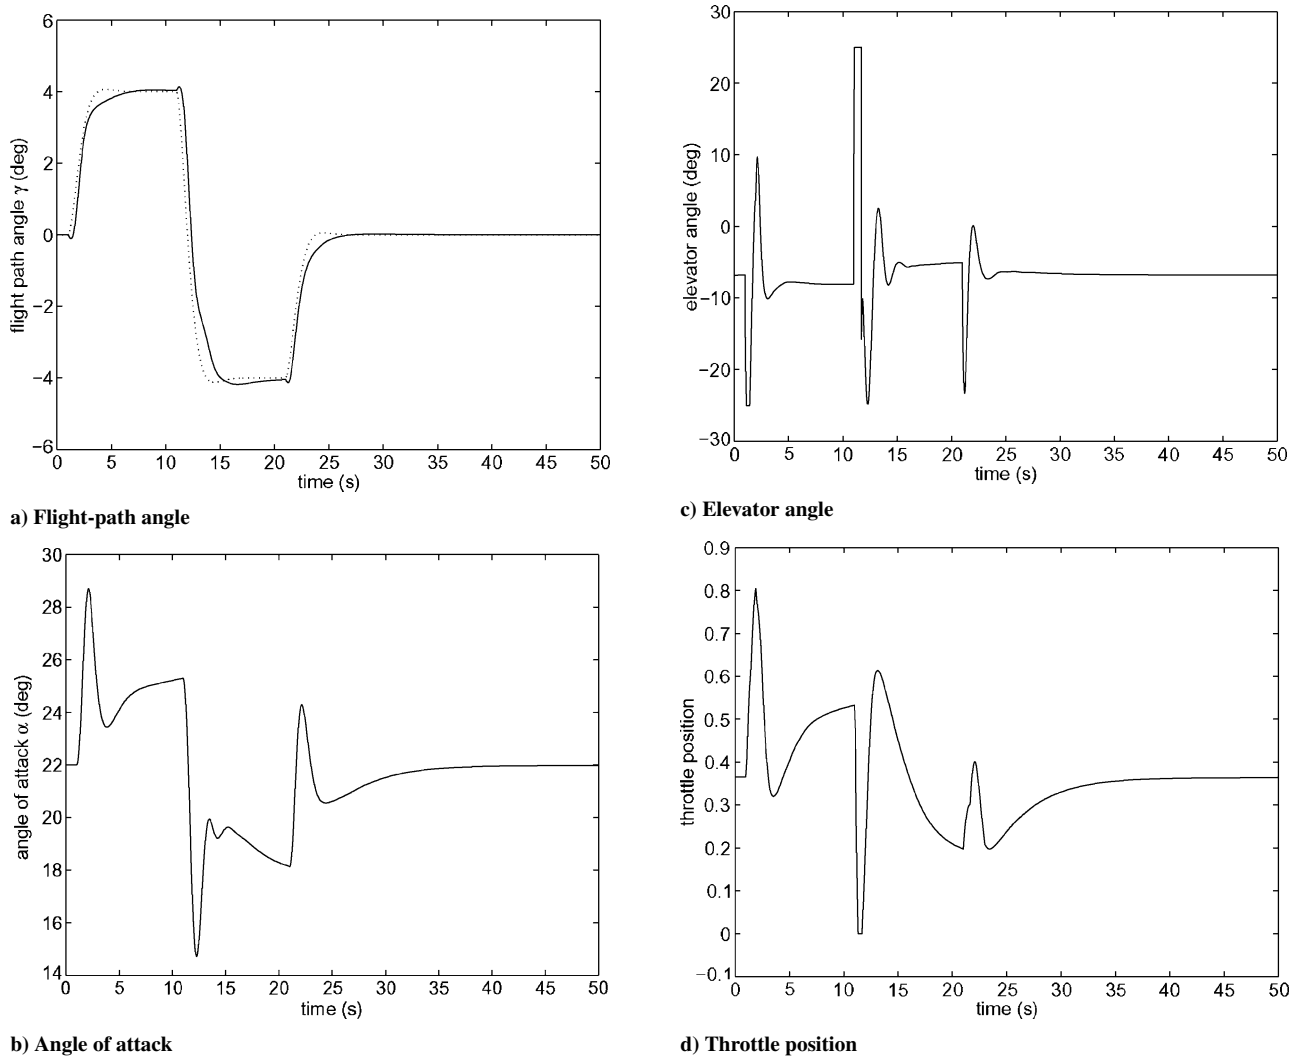 6
4
2
0
−2
−4
−6
flight path angle γ (deg)
0 5 10 15 20 25 30 35 40 45 50
time (s)
a) Flight-path angle
30
28
26
24
22
20
18
16
14
angle of attack α (deg)
0 5 10 15 20 25 30 35 40 45 50
time (s)
b) Angle of attack
30
20
10
0
−10
−20
−30
elevator angle (deg)
0 5 10 15 20 25 30 35 40 45 50
time (s)
c) Elevator angle
0.9
0.8
0.7
0.6
0.5
0.4
0.3
0.2
0.1
0
−0.1
throttle position
0 5 10 15 20 25 30 35 40 45 50
time (s)
d) Throttle position